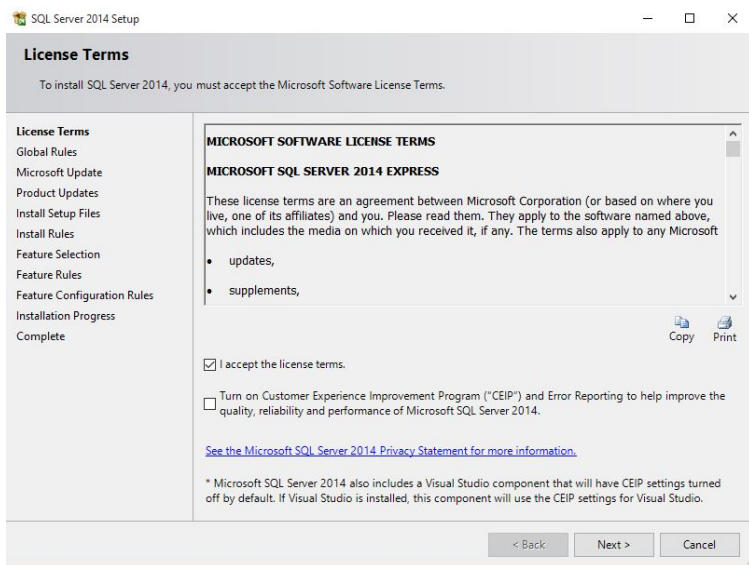 SQL Server 2014 Setup
License Terms
To install SQL Server 2014, you must accept the Microsoft Software License Terms.
License Terms
Global Rules
Microsoft Update
Product Updates
Install Setup Files
Install Rules
Feature Selection
Feature Rules
Feature Configuration Rules
Installation Progress
Complete
MICROSOFT SOFTWARE LICENSE TERMS
MICROSOFT SQL SERVER 2014 EXPRESS
These license terms are an agreement between Microsoft Corporation (or based on where you
live, one of its affiliates) and you. Please read them. They apply to the software named above,
which includes the media on which you received it, if any. The terms also apply to any Microsoft
• updates,
• supplements,
Copy Print
I accept the license terms.
Turn on Customer Experience Improvement Program ("CEIP") and Error Reporting to help improve the
quality, reliability and performance of Microsoft SQL Server 2014.
See the Microsoft SQL Server 2014 Privacy Statement for more information.
* Microsoft SQL Server 2014 also includes a Visual Studio component that will have CEIP settings turned
off by default. If Visual Studio is installed, this component will use the CEIP settings for Visual Studio.
< Back Next > Cancel